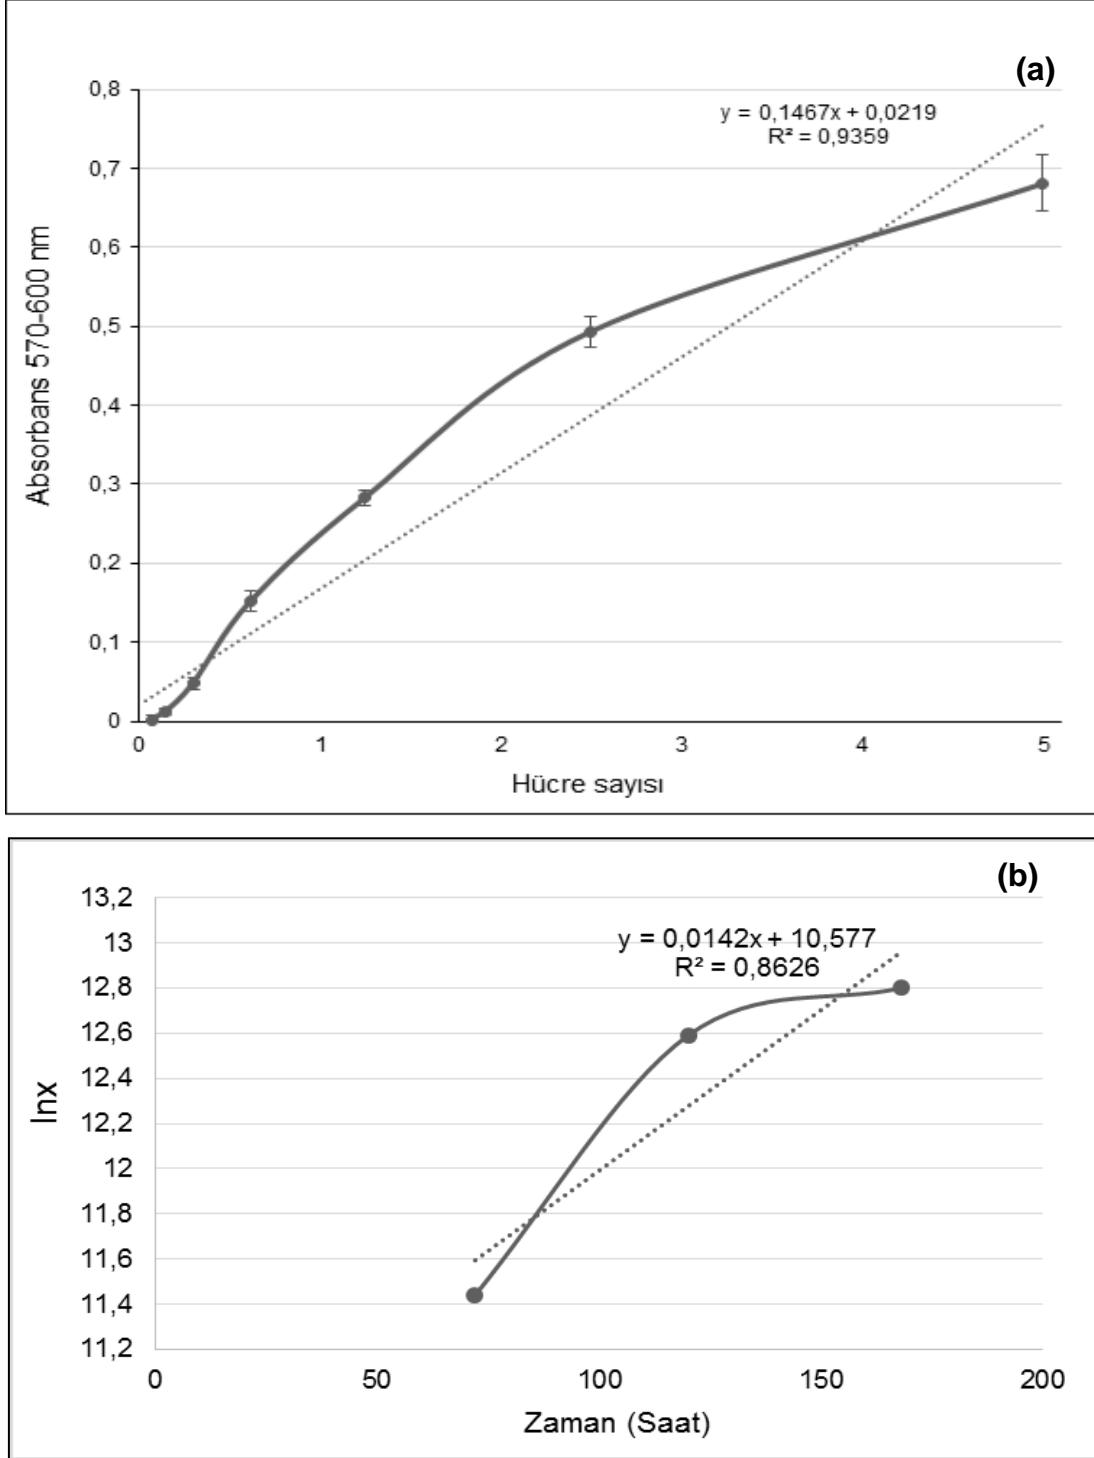 (a)
0,8
y = 0,1467x + 0,0219
R² = 0,9359
0,7
0,6
0,5
0,4
0,3
0,2
0,1
0
Absorbans 570-600 nm
0 1 2 3 4 5
Hücre sayısı
(b)
13,2
13
y = 0,0142x + 10,577
R² = 0,8626
12,8
12,6
12,4
12,2
12
11,8
11,6
11,4
11,2
lnx
0 50 100 150 200
Zaman (Saat)